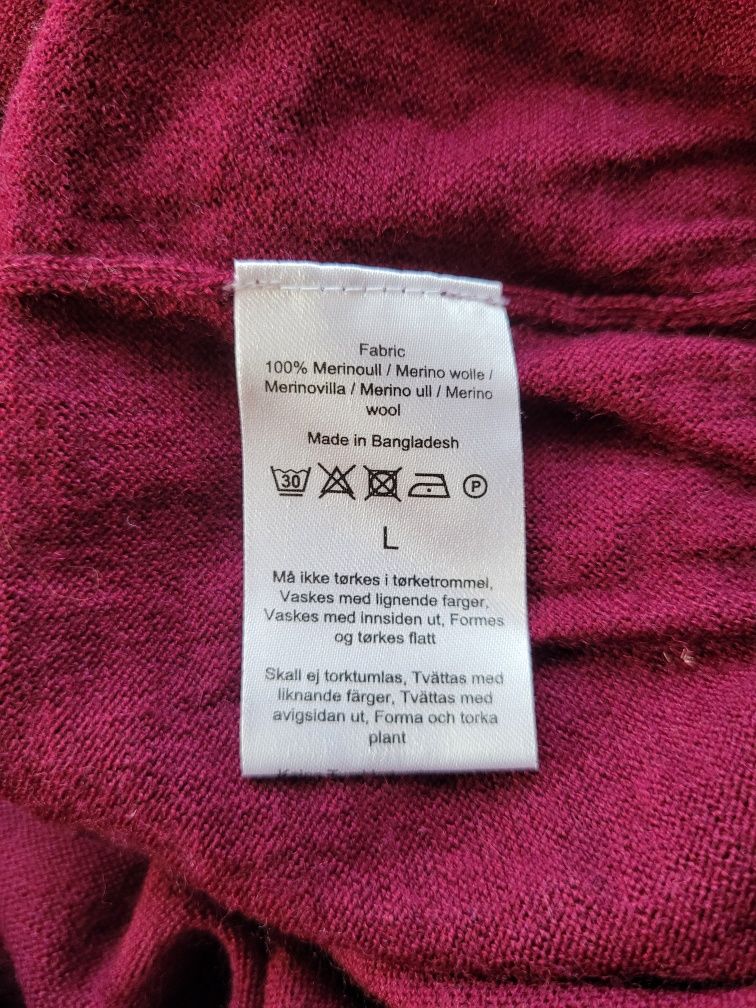 Fabric
100% Merinoull / Merino wolle /
Merinovilla / Merino ull / Merino
wool
Made in Bangladesh
30 P
L
Må ikke tørkes i tørketrommel,
Vaskes med lignende farger,
Vaskes med innsiden ut, Formes
og tørkes flatt
Skall ej torktumlas, Tvättas med
liknande färger, Tvättas med
avigsidan ut, Forma och torka
plant